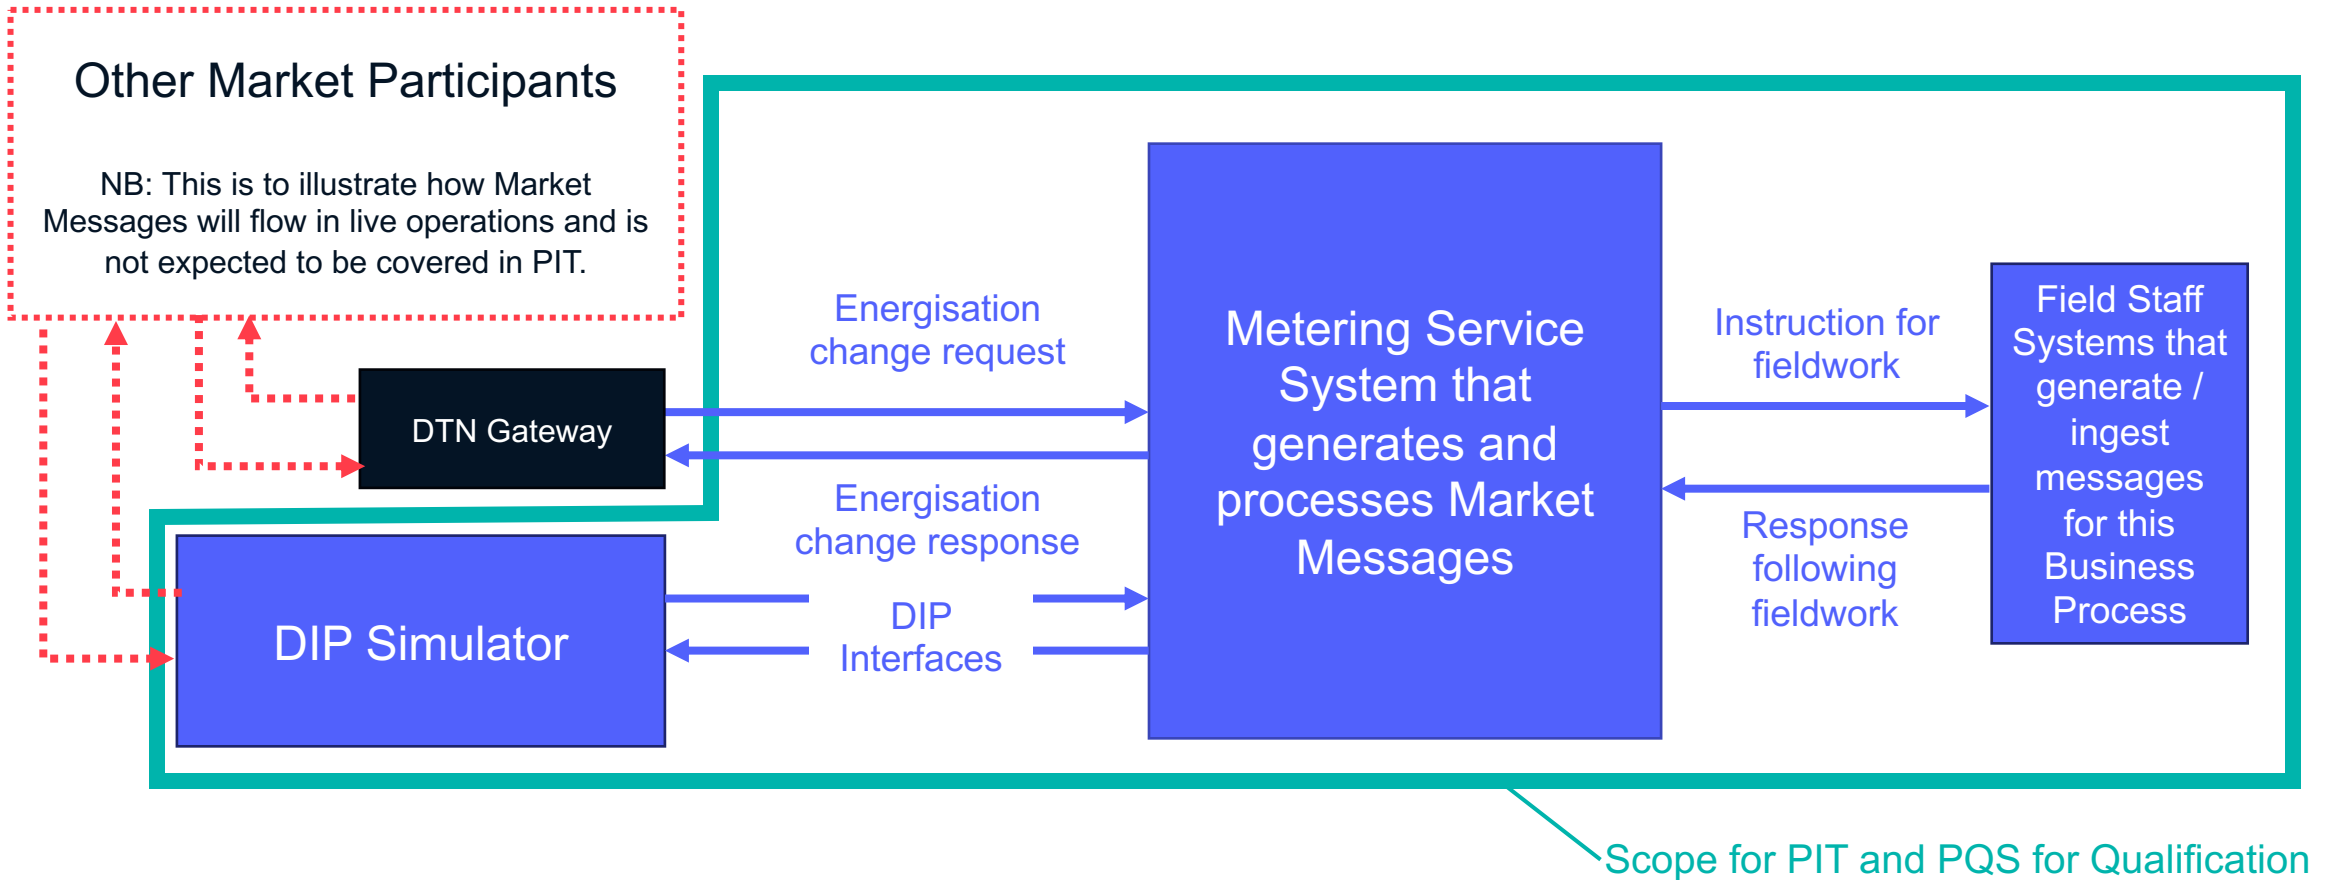 Other Market Participants
NB: This is to illustrate how Market
Messages will flow in live operations and is
not expected to be covered in PIT.
DTN Gateway
DIP Simulator
Energisation
change request
Energisation
change response
DIP
Interfaces
Metering Service
System that
generates and
processes Market
Messages
Instruction for
fieldwork
Response
following
fieldwork
Field Staff
Systems that
generate /
ingest
messages
for this
Business
Process
Scope for PIT and PQS for Qualification